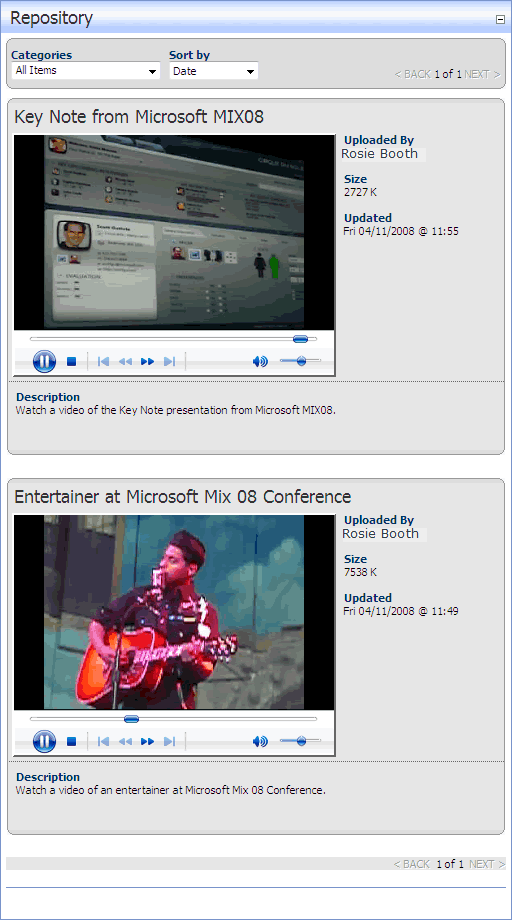 Repository
Categories
Sort by
All Items
Date
< BACK 1 of 1 NEXT >
Key Note from Microsoft MIX08
Uploaded By
Rosie Booth
Size
2727 K
Updated
Fri 04/11/2008 @ 11:55
Description
Watch a video of the Key Note presentation from Microsoft MIX08.
Entertainer at Microsoft Mix 08 Conference
Uploaded By
Rosie Booth
Size
7538 K
Updated
Fri 04/11/2008 @ 11:49
Description
Watch a video of an entertainer at Microsoft Mix 08 Conference.
< BACK 1 of 1 NEXT >